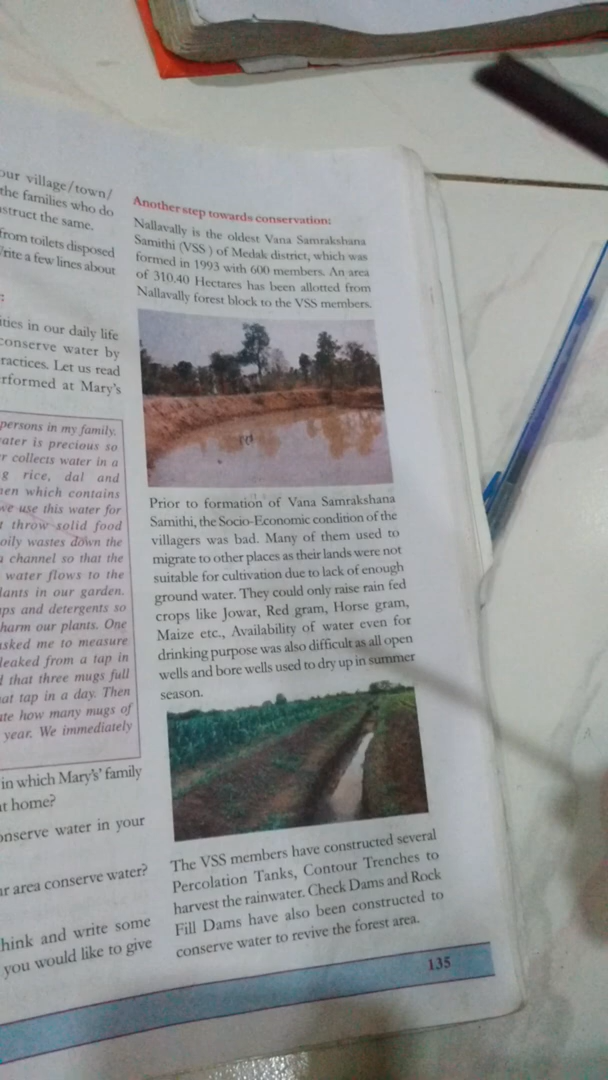 our village/town/
the families who do
struct the same.
from toilets disposed
Write a few lines about
:
ities in our daily life
conserve water by
ractices. Let us read
rformed at Mary's
persons in my family.
ater is precious so
r collects water in a
g rice, dal and
hen which contains
we use this water for
t throw solid food
oily wastes down the
a channel so that the
water flows to the
lants in our garden.
aps and detergents so
harm our plants. One
asked me to measure
leaked from a tap in
d that three mugs full
hat tap in a day. Then
ate how many mugs of
year. We immediately
in which Mary's' family
at home?
onserve water in your
ur area conserve water?
hink and write some
you would like to give
Another step towards conservation:
Nallavally is the oldest Vana Samrakshana
Samithi (VSS ) of Medak district, which was
formed in 1993 with 600 members. An area
of 310.40 Hectares has been allotted from
Nallavally forest block to the VSS members.
Prior to formation of Vana Samrakshana
Samithi, the Socio-Economic condition of the
villagers was bad. Many of them used to
migrate to other places as their lands were not
suitable for cultivation due to lack of enough
ground water. They could only raise rain fed
crops like Jowar, Red gram, Horse gram,
Maize etc., Availability of water even for
drinking purpose was also difficult as all open
wells and bore wells used to dry up in summer
season.
The VSS members have constructed several
Percolation Tanks, Contour Trenches to
harvest the rainwater. Check Dams and Rock
Fill Dams have also been constructed to
conserve water to revive the forest area.
135